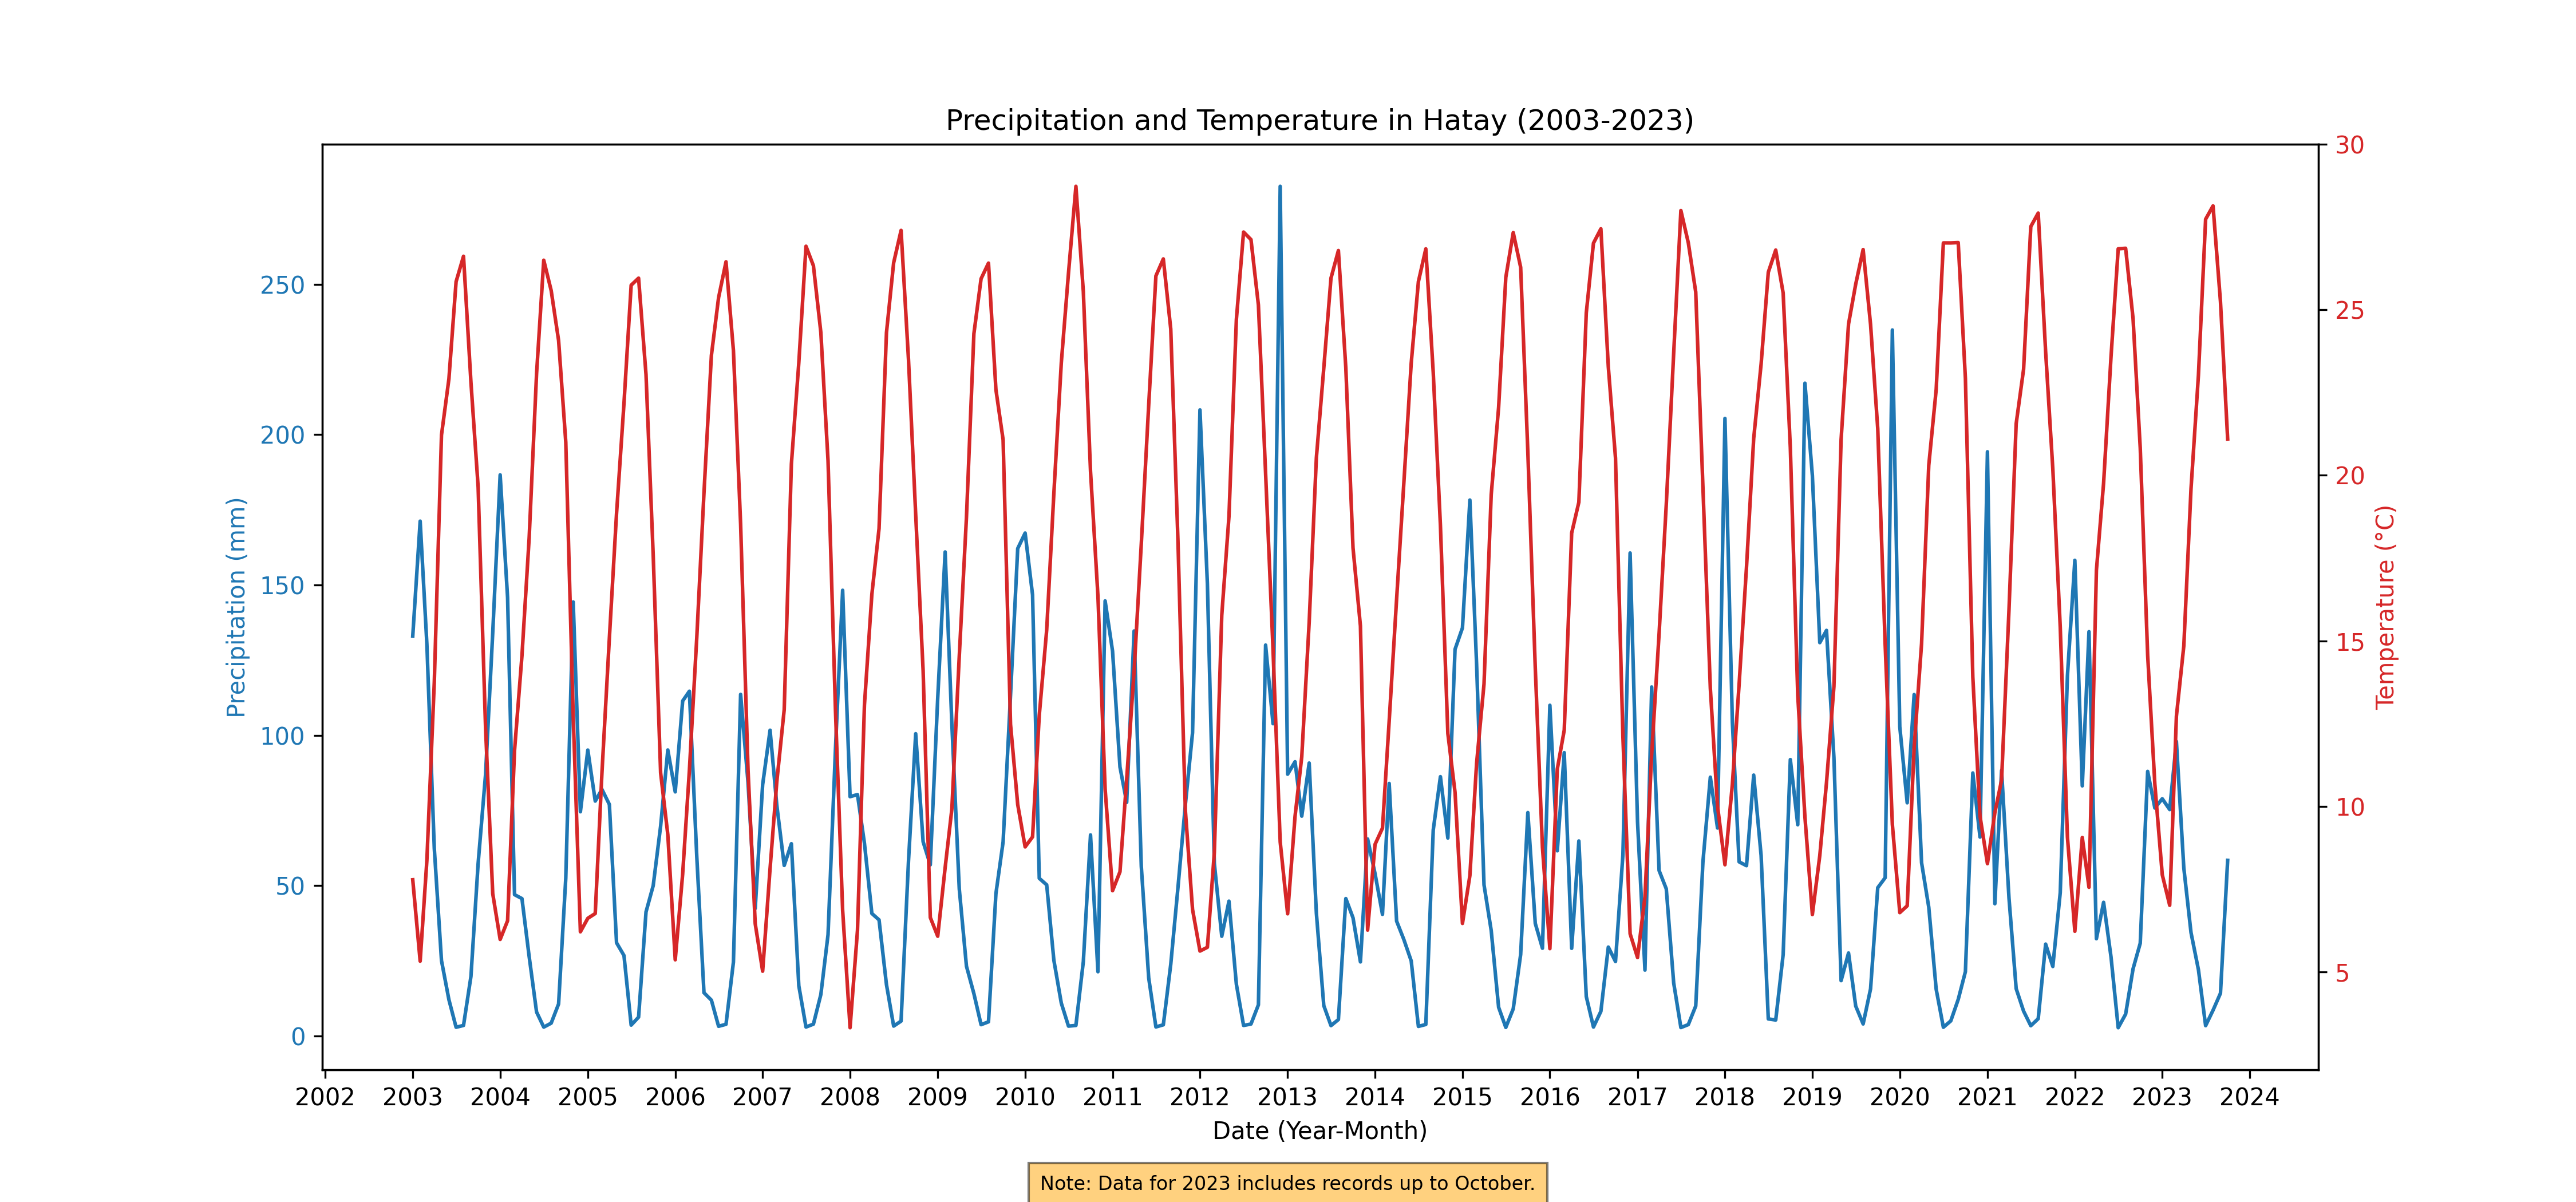 Precipitation and Temperature in Hatay (2003-2023)
Precipitation (mm)
250
200
150
100
50
0
30
25
20
15
10
5
Temperature (°C)
2002 2003 2004 2005 2006 2007 2008 2009 2010 2011 2012 2013 2014 2015 2016 2017 2018 2019 2020 2021 2022 2023 2024
Date (Year-Month)
Note: Data for 2023 includes records up to October.